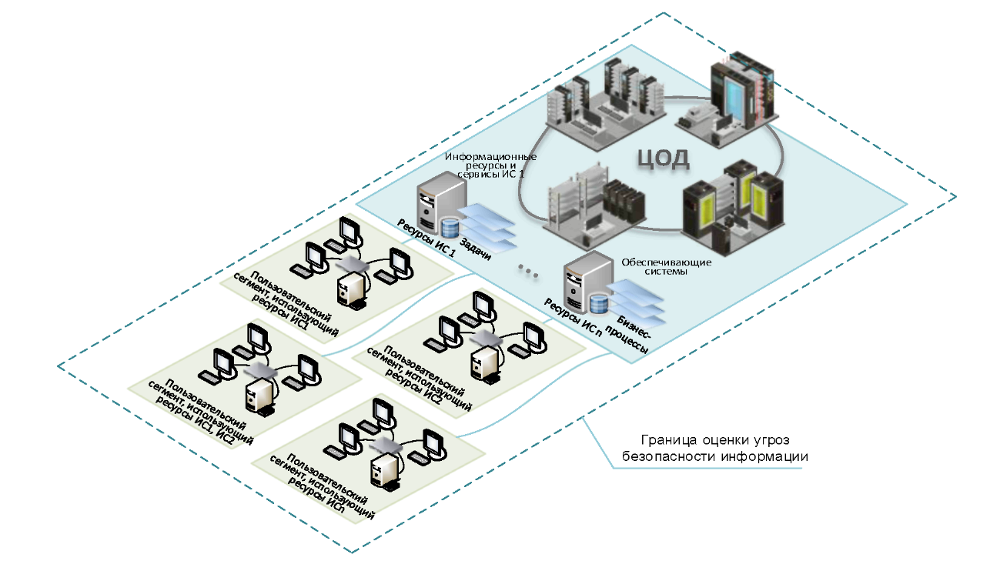 ЦОД
Информационные
ресурсы и
сервисы ИС 1
Ресурсы ИС 1
Задачи
...
Обеспечивающие
системы
Ресурсы ИС n
Бизнес-
процессы
Пользовательский
сегмент, использующий
ресурсы ИС1
Пользовательский
сегмент, использующий
ресурсы ИС2
Пользовательский
сегмент, использующий
ресурсы ИС1, ИС2
Пользовательский
сегмент, использующий
ресурсы ИСn
Граница оценки угроз
безопасности информации